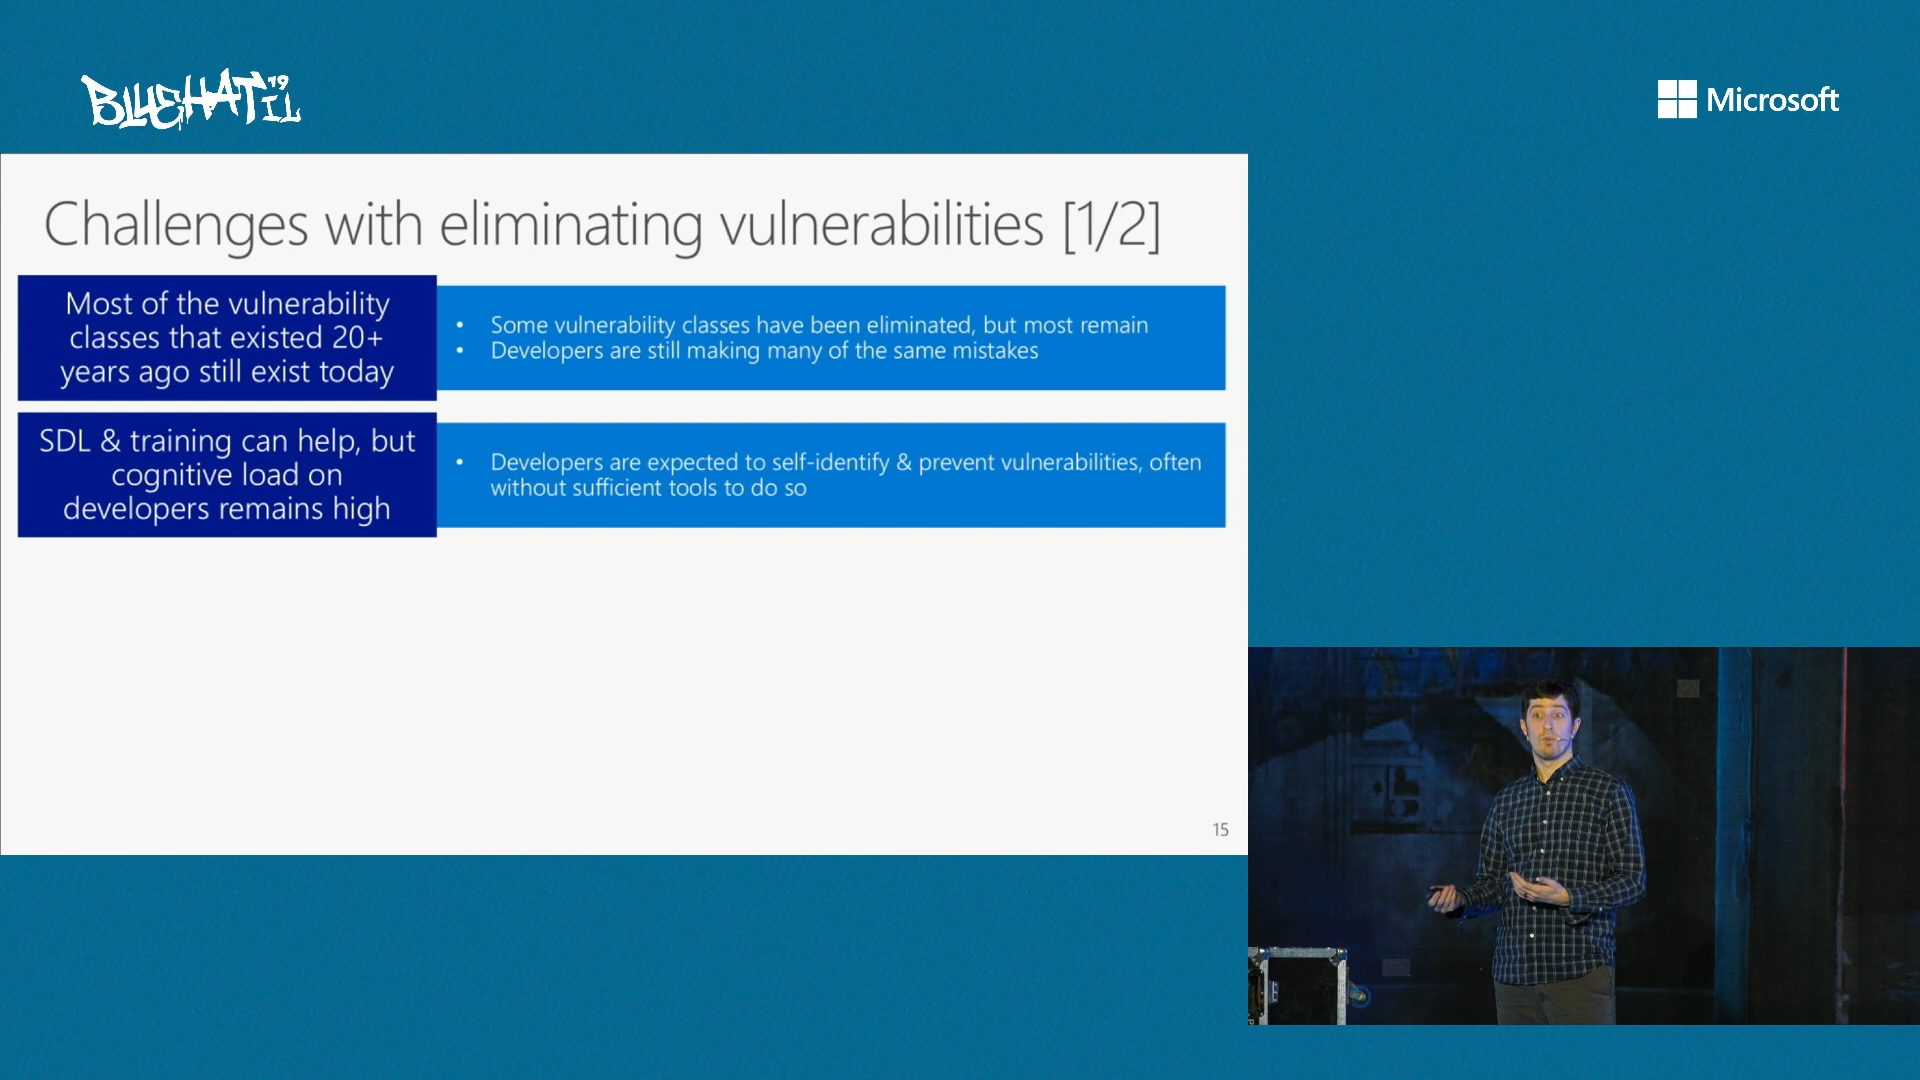 BLUEHAT
19
IL
Microsoft
Challenges with eliminating vulnerabilities [1/2]
Most of the vulnerability
classes that existed 20+
years ago still exist today
• Some vulnerability classes have been eliminated, but most remain
• Developers are still making many of the same mistakes
SDL & training can help, but
cognitive load on
developers remains high
• Developers are expected to self-identify & prevent vulnerabilities, often
without sufficient tools to do so
15